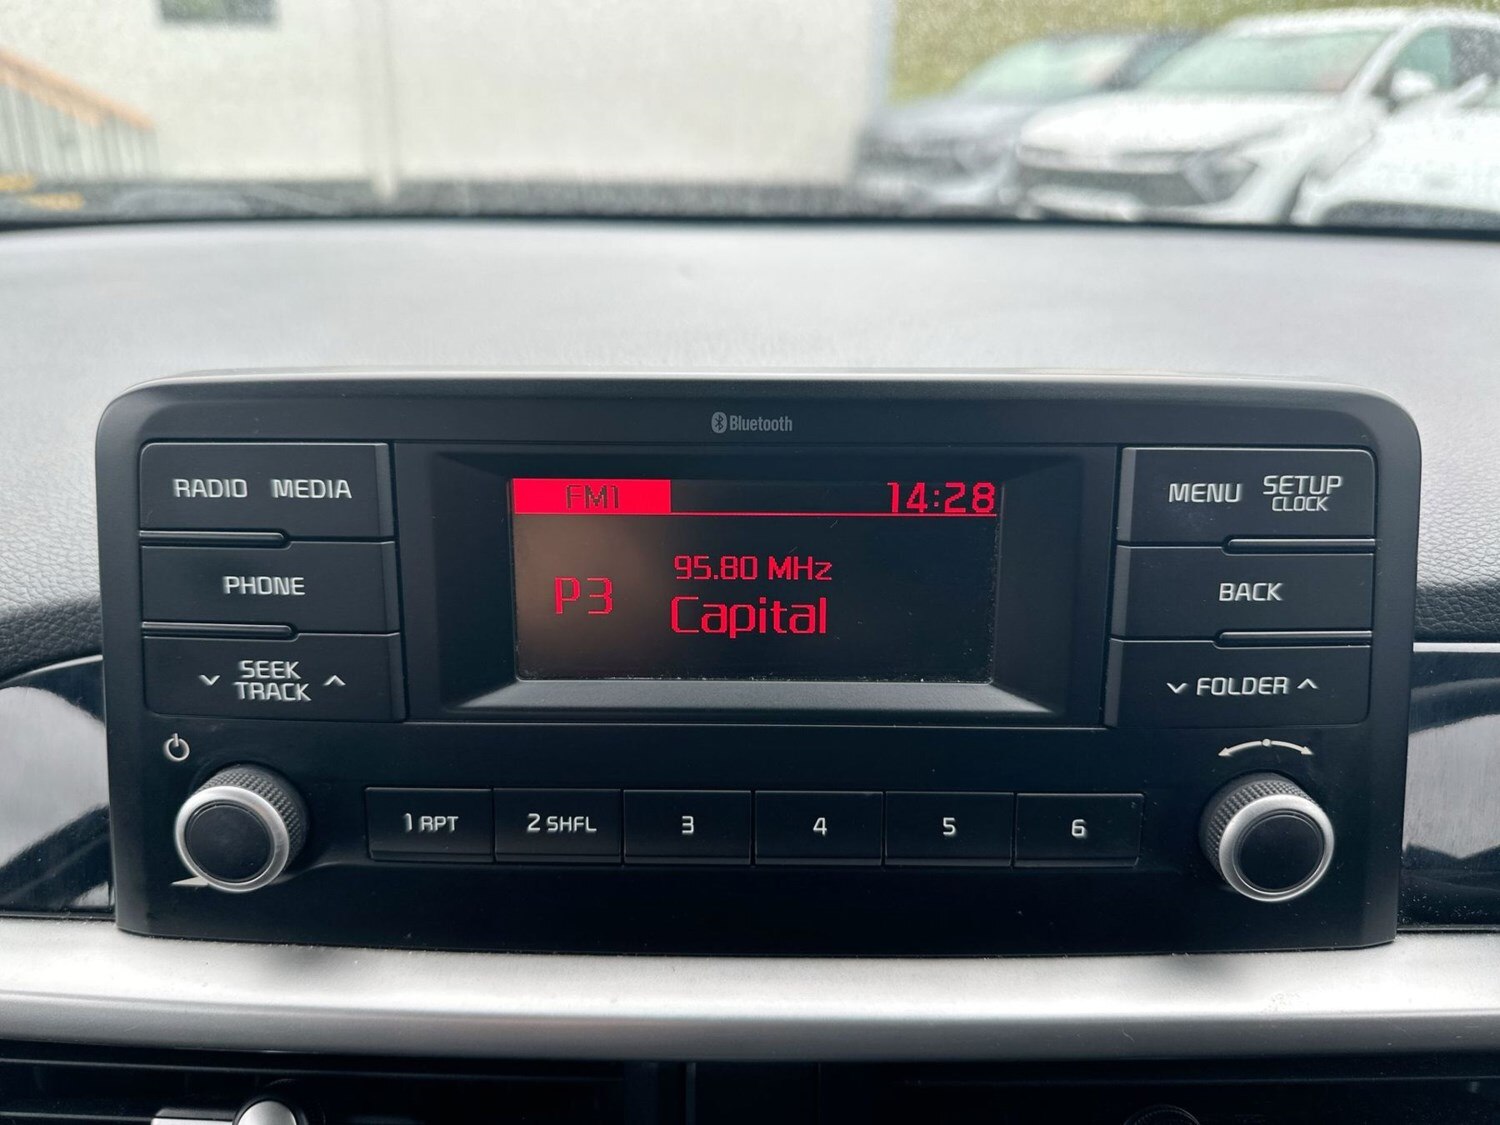 Bluetooth
RADIO MEDIA
PHONE
SEEK
TRACK
FM1 14:28
95.80 MHz
P3
Capital
MENU SETUP
CLOCK
BACK
FOLDER
1 RPT 2 SHFL 3 4 5 6